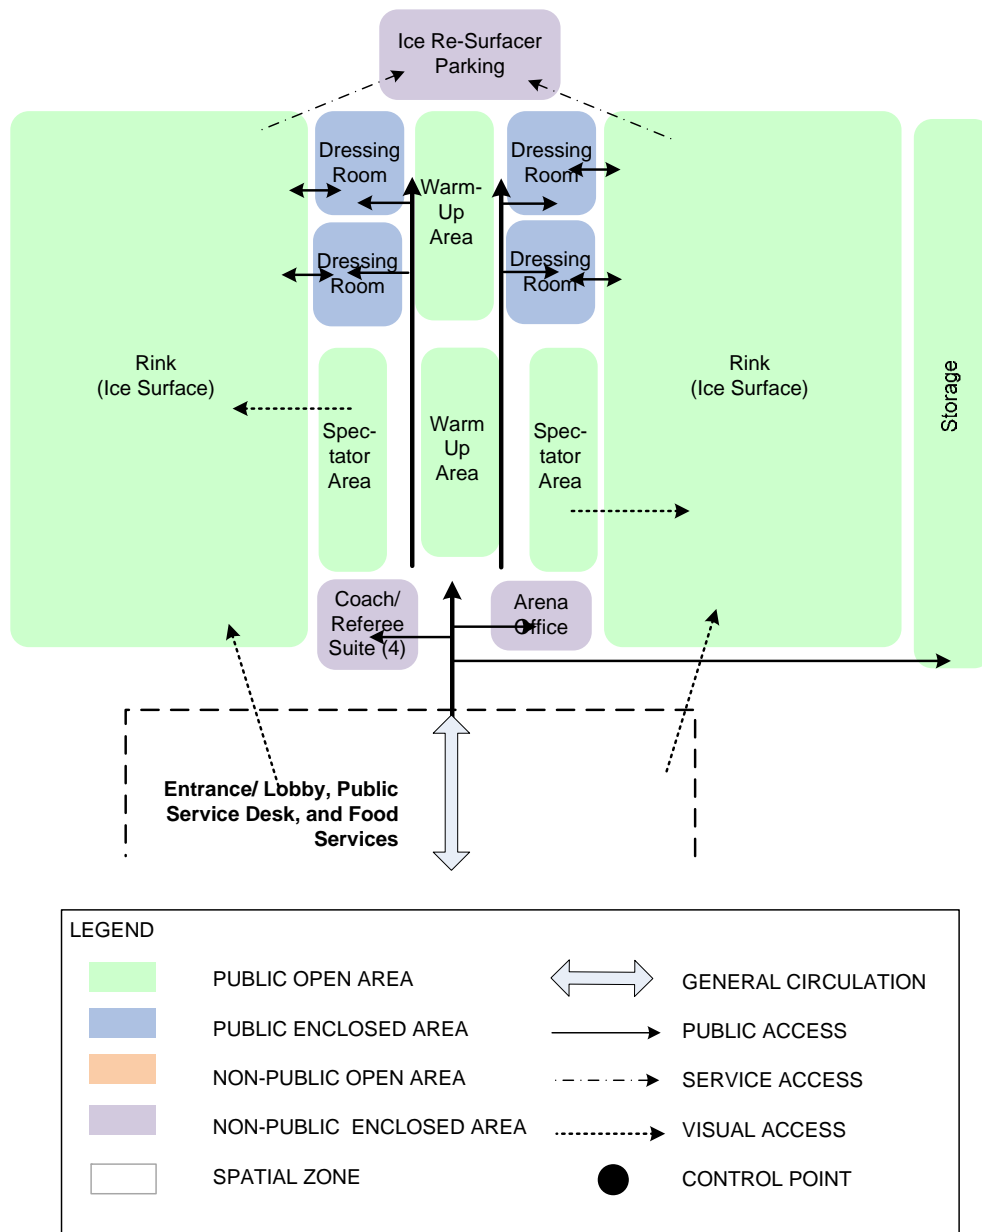 Ice Re-Surfacer
Parking
Dressing
Room
Warm-
Up
Area
Dressing
Room
Dressing
Room
Dressing
Room
Rink
(Ice Surface)
Spec-
tator
Area
Warm
Up
Area
Spec-
tator
Area
Rink
(Ice Surface)
Storage
Coach/
Referee
Suite (4)
Arena
Office
Entrance/ Lobby, Public
Service Desk, and Food
Services
LEGEND
PUBLIC OPEN AREA
PUBLIC ENCLOSED AREA
NON-PUBLIC OPEN AREA
NON-PUBLIC ENCLOSED AREA
SPATIAL ZONE
GENERAL CIRCULATION
PUBLIC ACCESS
SERVICE ACCESS
VISUAL ACCESS
CONTROL POINT